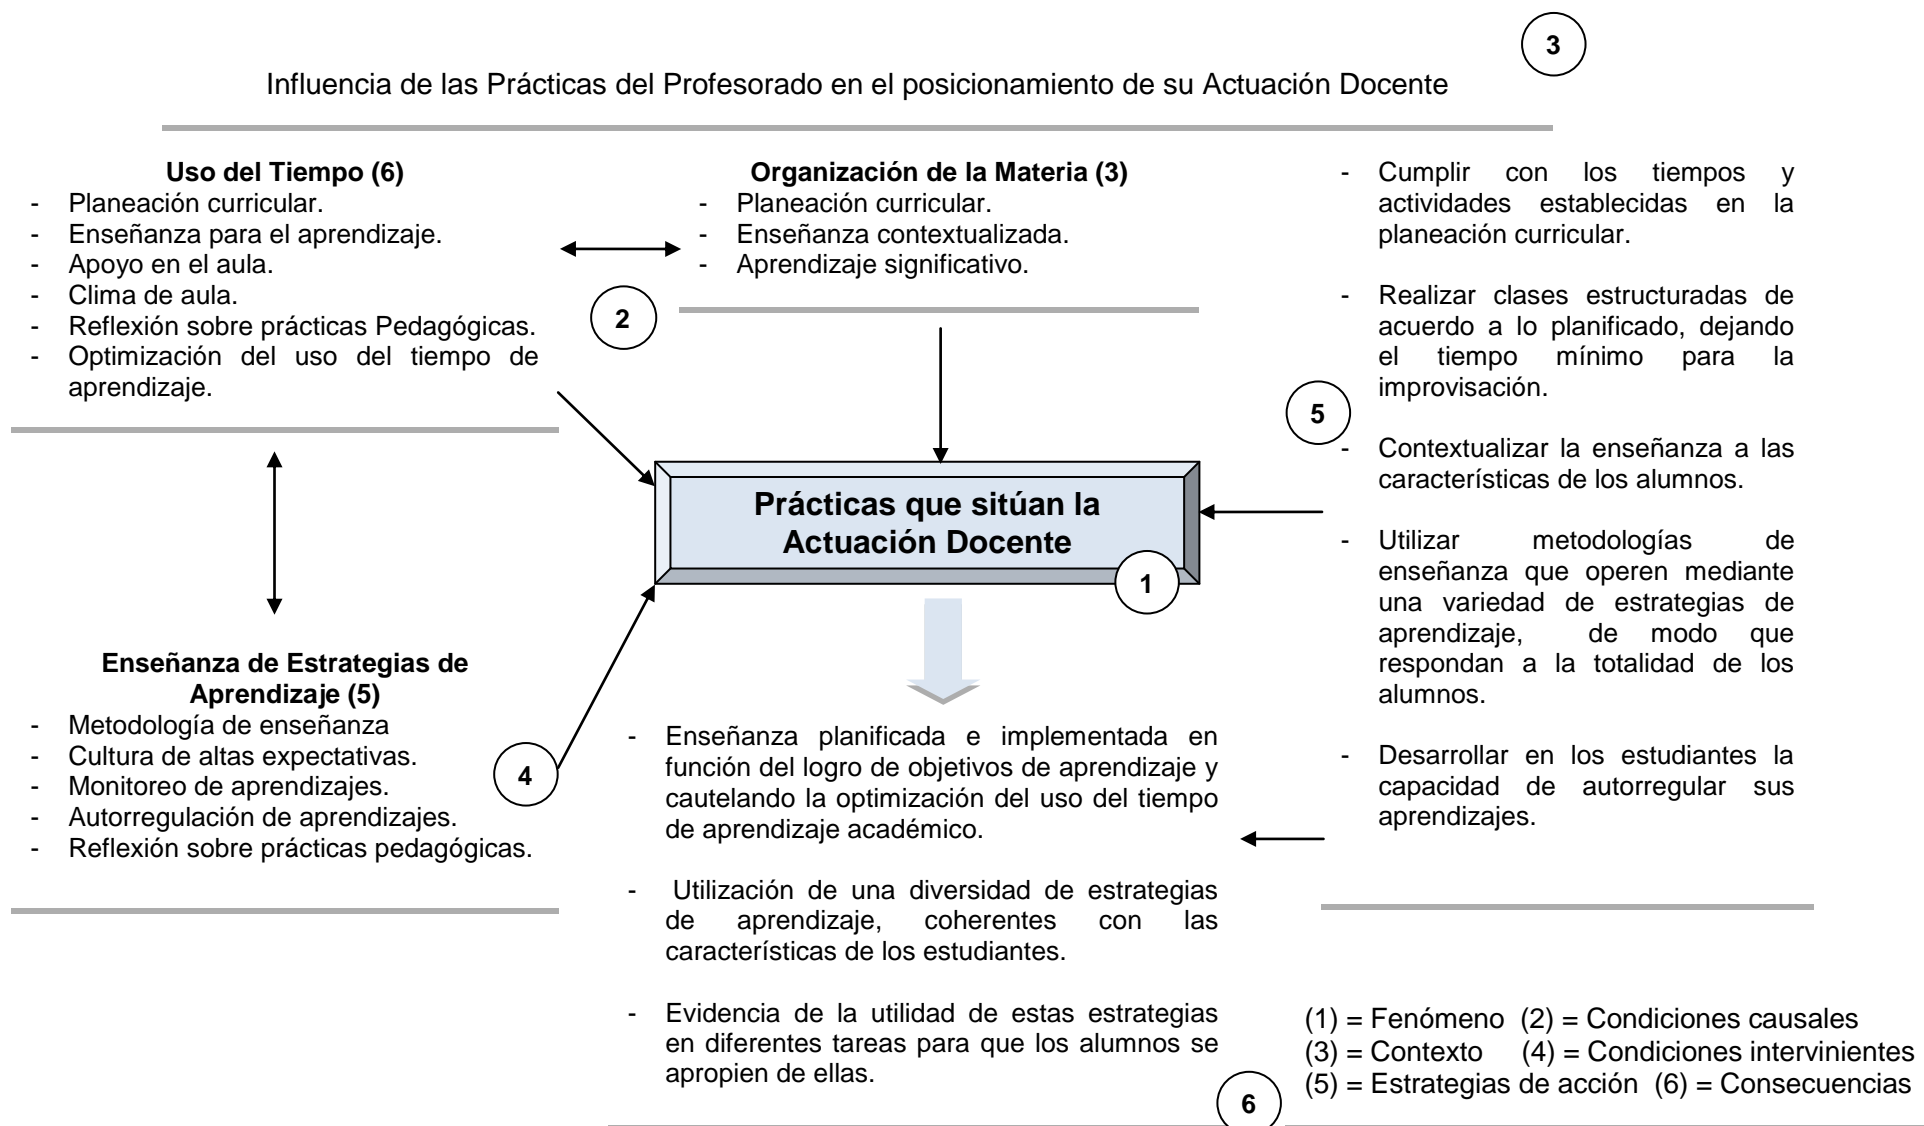 3
Influencia de las Prácticas del Profesorado en el posicionamiento de su Actuación Docente
Uso del Tiempo (6)
- Planeación curricular.
- Enseñanza para el aprendizaje.
- Apoyo en el aula.
- Clima de aula.
- Reflexión sobre prácticas Pedagógicas.
- Optimización del uso del tiempo de
aprendizaje.
2
Organización de la Materia (3)
- Planeación curricular.
- Enseñanza contextualizada.
- Aprendizaje significativo.
- Cumplir con los tiempos y
actividades establecidas en la
planeación curricular.
- Realizar clases estructuradas de
acuerdo a lo planificado, dejando
el tiempo mínimo para la
improvisación.
5
- Contextualizar la enseñanza a las
características de los alumnos.
- Utilizar metodologías de
enseñanza que operen mediante
una variedad de estrategias de
aprendizaje, de modo que
respondan a la totalidad de los
alumnos.
- Desarrollar en los estudiantes la
capacidad de autorregular sus
aprendizajes.
Prácticas que sitúan la
Actuación Docente
1
Enseñanza de Estrategias de
Aprendizaje (5)
- Metodología de enseñanza
- Cultura de altas expectativas.
- Monitoreo de aprendizajes.
- Autorregulación de aprendizajes.
- Reflexión sobre prácticas pedagógicas.
4
- Enseñanza planificada e implementada en
función del logro de objetivos de aprendizaje y
cautelando la optimización del uso del tiempo
de aprendizaje académico.
- Utilización de una diversidad de estrategias
de aprendizaje, coherentes con las
características de los estudiantes.
- Evidencia de la utilidad de estas estrategias
en diferentes tareas para que los alumnos se
apropien de ellas.
6
(1) = Fenómeno (2) = Condiciones causales
(3) = Contexto (4) = Condiciones intervinientes
(5) = Estrategias de acción (6) = Consecuencias